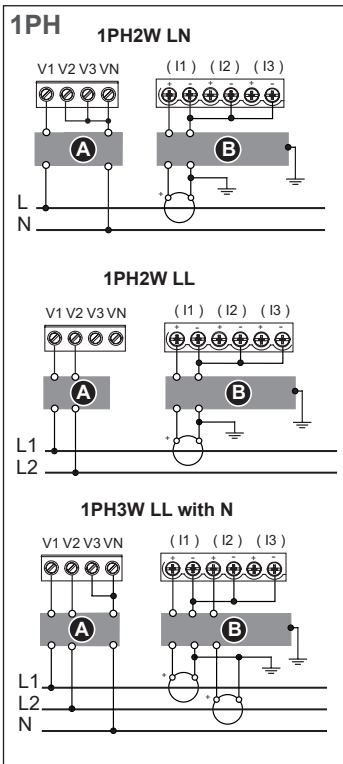 1PH
1PH2W LN
V1 V2 V3 VN
( I1 ) ( I2 ) ( I3 )
+ - + - + -
A
B
+
L
N
1PH2W LL
V1 V2 V3 VN
( I1 ) ( I2 ) ( I3 )
+ - + - + -
A
B
+
L1
L2
1PH3W LL with N
V1 V2 V3 VN
( I1 ) ( I2 ) ( I3 )
+ - + - + -
A
B
+
+
L1
L2
N